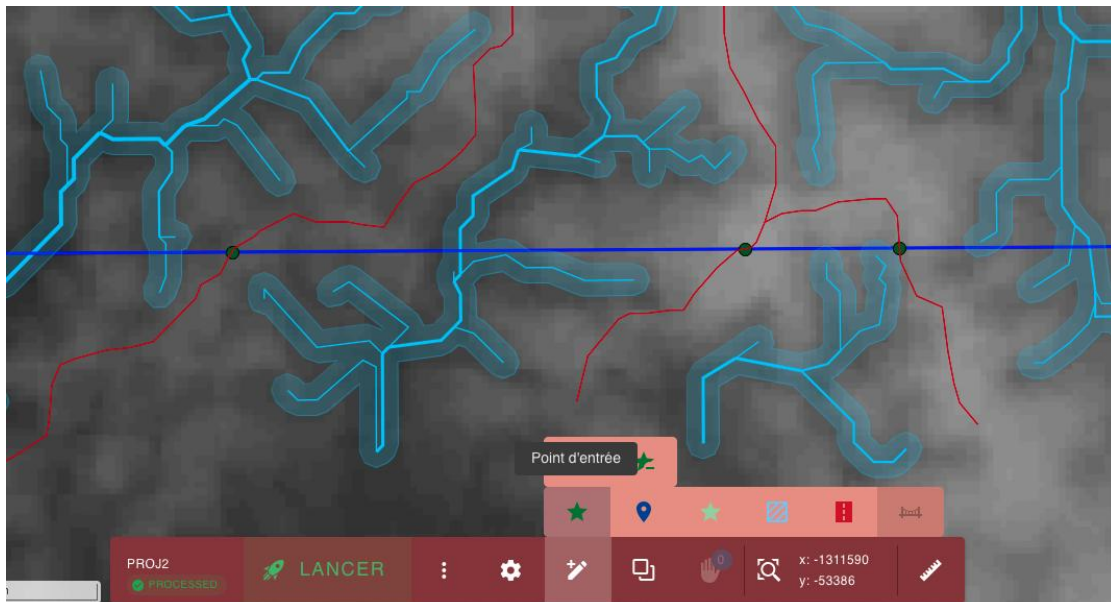 Point d'entrée
PROJ2
PROCESSED
LANCER
0
x: -1311590
y: -53386